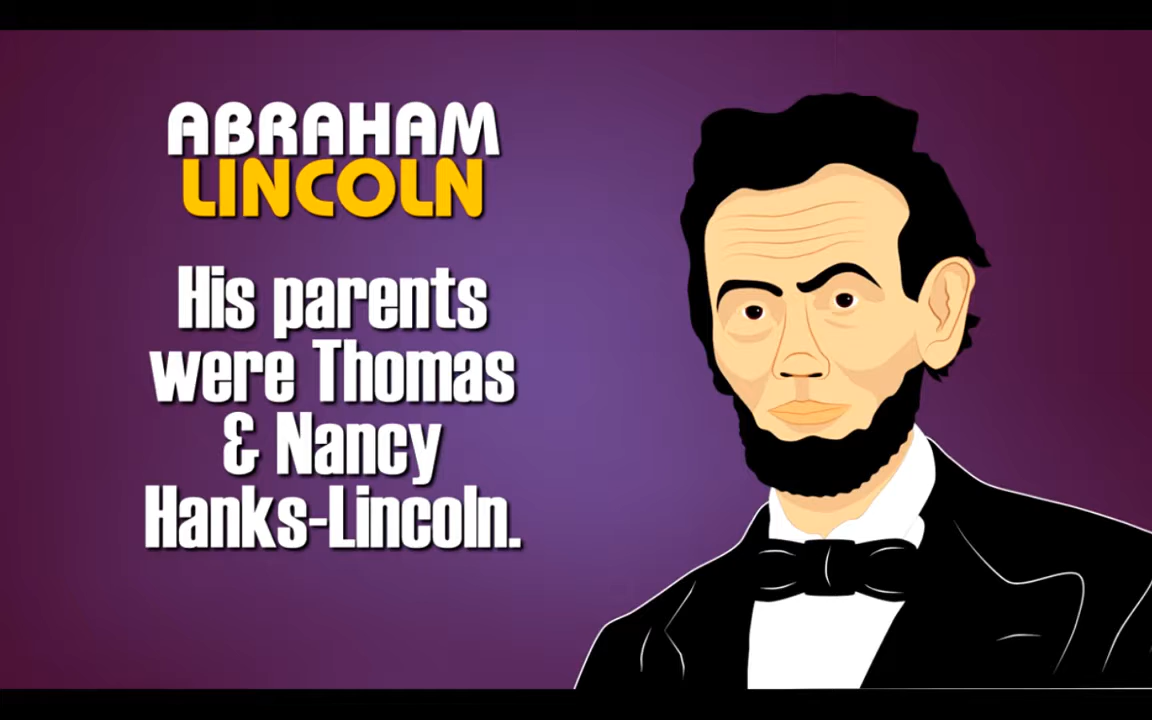 ABRAHAM
LINCOLN
His parents
were Thomas
& Nancy
Hanks-Lincoln.